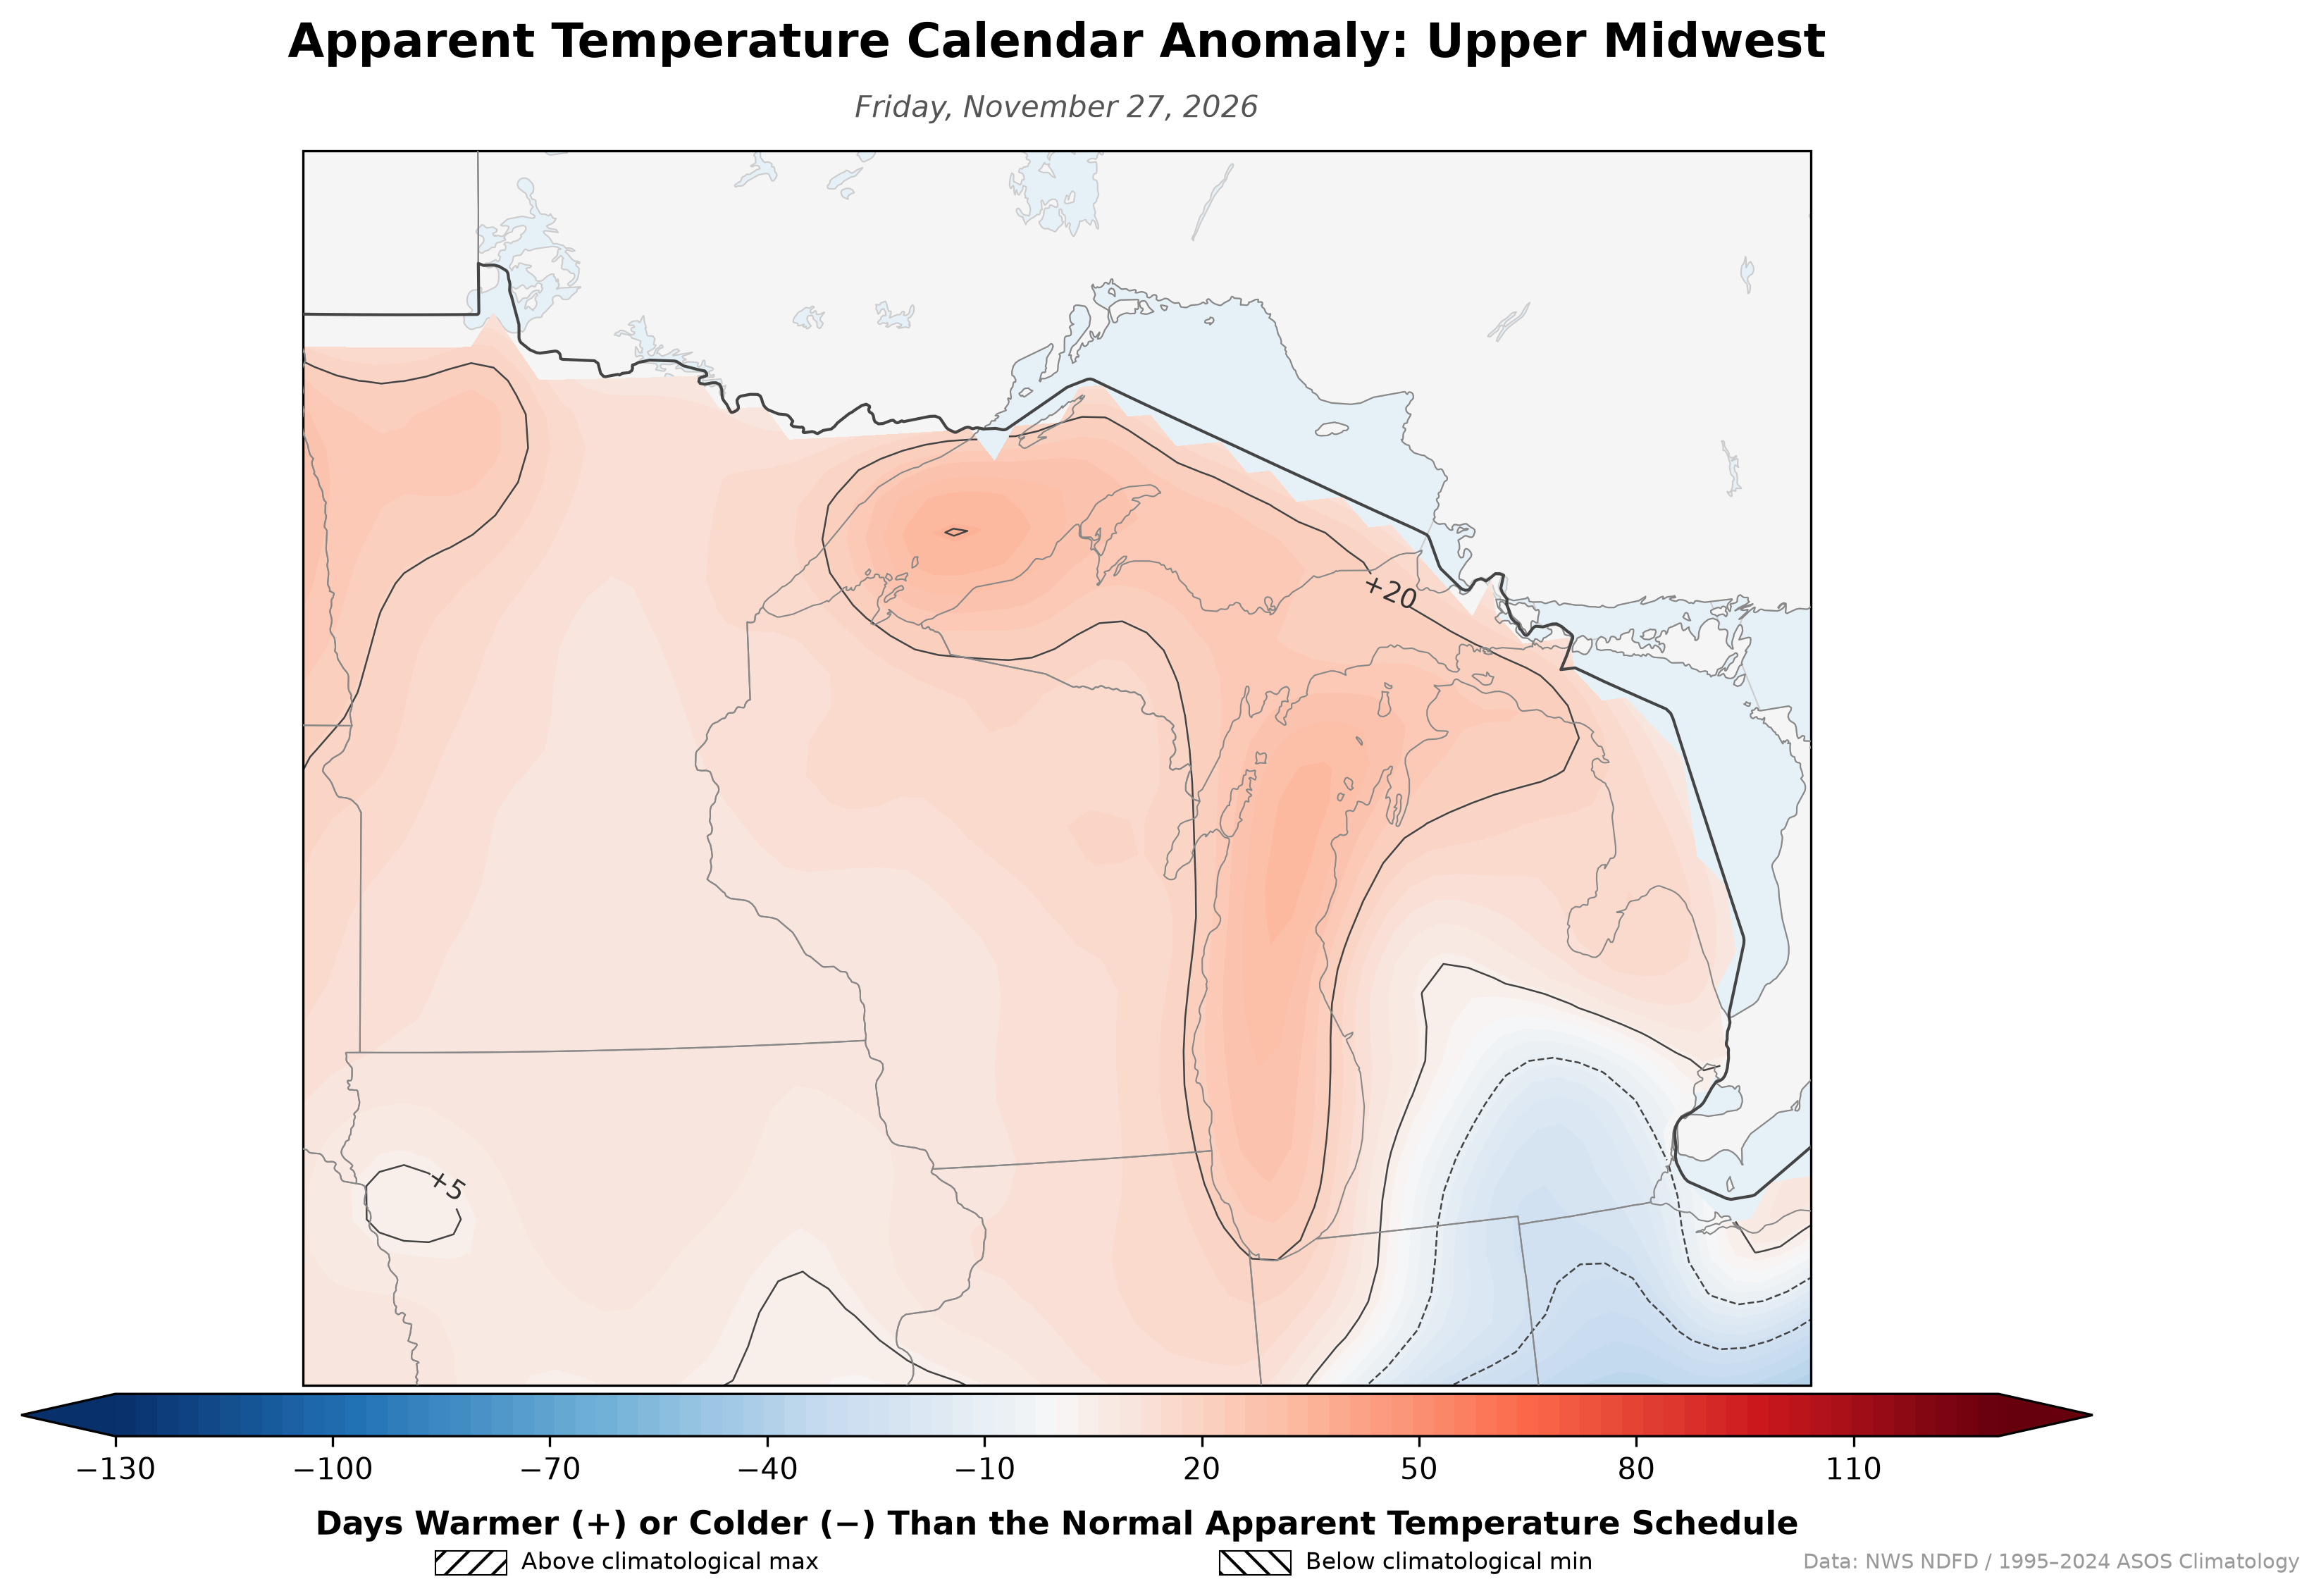 Apparent Temperature Calendar Anomaly: Upper Midwest
Friday, November 27, 2026
+20
+5
−130 −100 −70 −40 −10 20 50 80 110
Days Warmer (+) or Colder (−) Than the Normal Apparent Temperature Schedule
Above climatological max
Below climatological min
Data: NWS NDFD / 1995–2024 ASOS Climatology